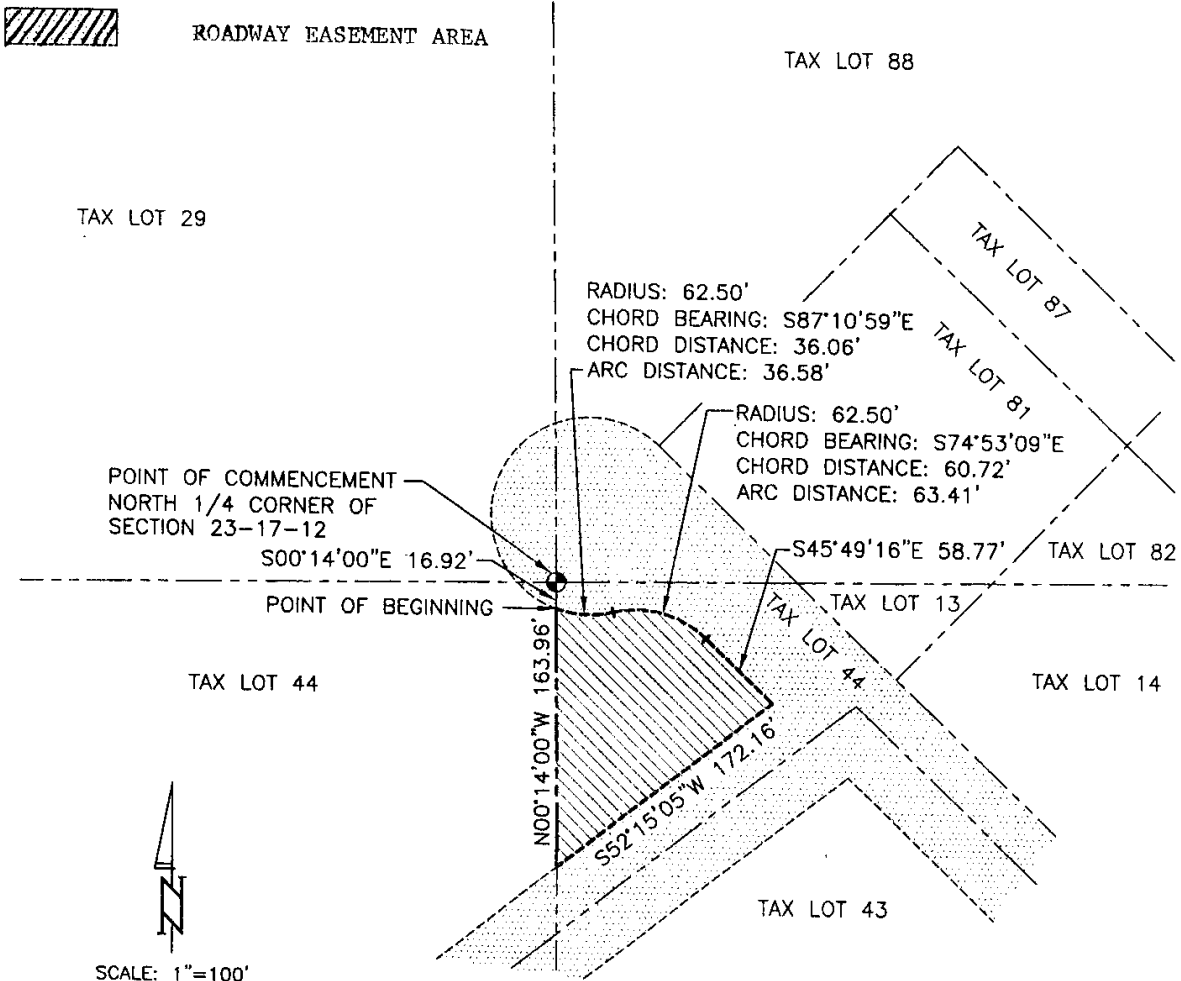 ROADWAY EASEMENT AREA
TAX LOT 88
TAX LOT 29
TAX LOT 87
RADIUS: 62.50'
CHORD BEARING: S87°10'59"E
CHORD DISTANCE: 36.06'
ARC DISTANCE: 36.58'
TAX LOT 81
RADIUS: 62.50'
CHORD BEARING: S74°53'09"E
CHORD DISTANCE: 60.72'
ARC DISTANCE: 63.41'
POINT OF COMMENCEMENT
NORTH 1/4 CORNER OF
SECTION 23-17-12
S00°14'00"E 16.92'
S45°49'16"E 58.77'
TAX LOT 82
POINT OF BEGINNING
TAX LOT 13
TAX LOT 44
TAX LOT 44
TAX LOT 14
N00°14'00"W 163.96'
S52°15'05"W 172.16'
TAX LOT 43
N
SCALE: 1"=100'